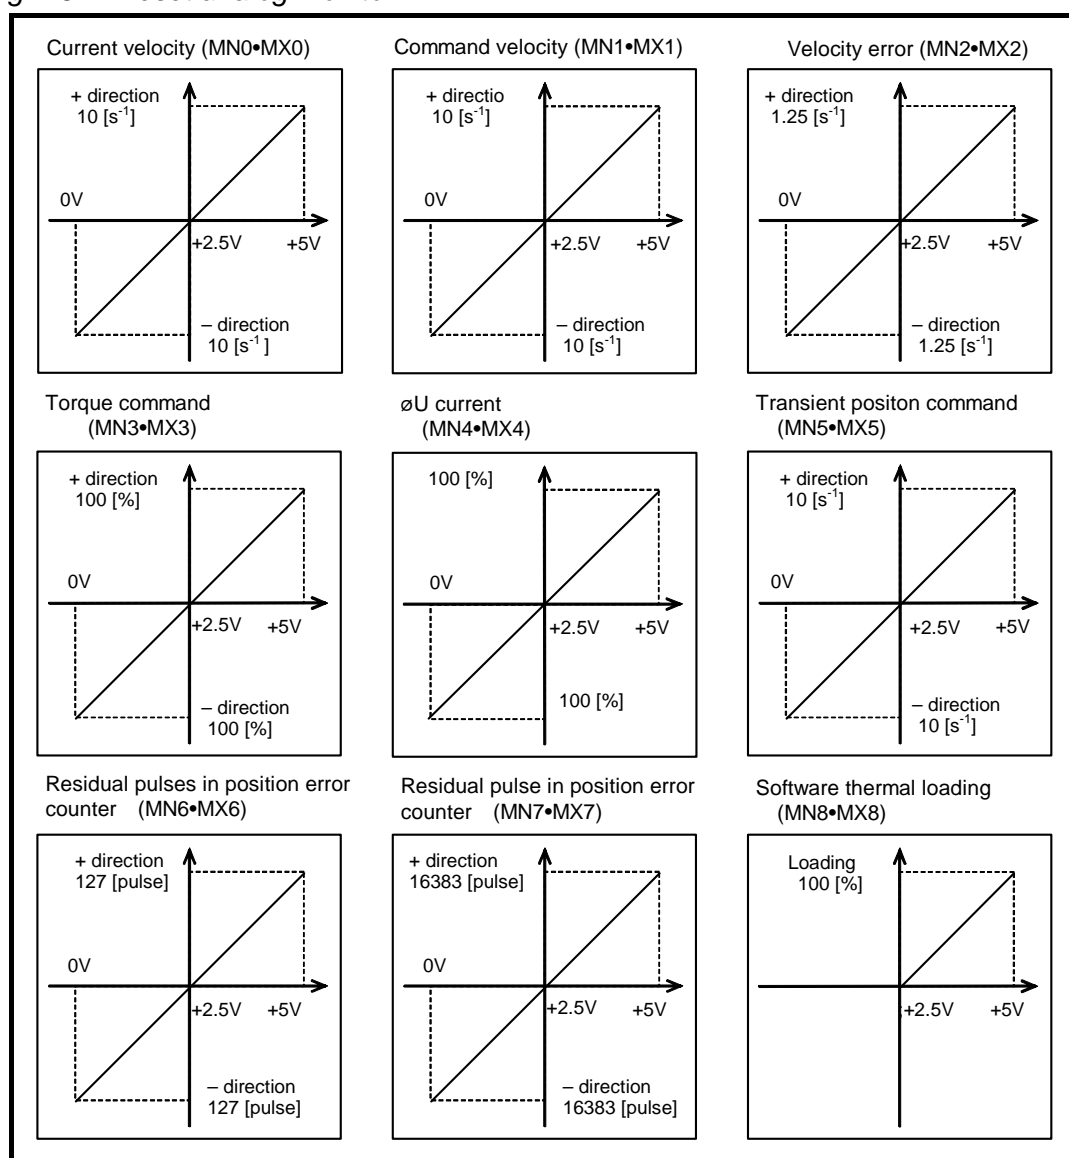 Current velocity (MN0•MX0)
+ direction
10 [s-1]
0V
+2.5V
+5V
– direction
10 [s-1 ]
Command velocity (MN1•MX1)
+ directio
10 [s-1]
0V
+2.5V
+5V
– direction
10 [s-1]
Velocity error (MN2•MX2)
+ direction
1.25 [s-1]
0V
+2.5V
+5V
– direction
1.25 [s-1]
Torque command
(MN3•MX3)
+ direction
100 [%]
0V
+2.5V
+5V
– direction
100 [%]
øU current
(MN4•MX4)
100 [%]
0V
+2.5V
+5V
100 [%]
Transient positon command
(MN5•MX5)
+ direction
10 [s-1]
0V
+2.5V
+5V
– direction
10 [s-1]
Residual pulses in position error
counter (MN6•MX6)
+ direction
127 [pulse]
0V
+2.5V
+5V
– direction
127 [pulse]
Residual pulse in position error
counter (MN7•MX7)
+ direction
16383 [pulse]
0V
+2.5V
+5V
– direction
16383 [pulse]
Software thermal loading
(MN8•MX8)
Loading
100 [%]
+2.5V
+5V